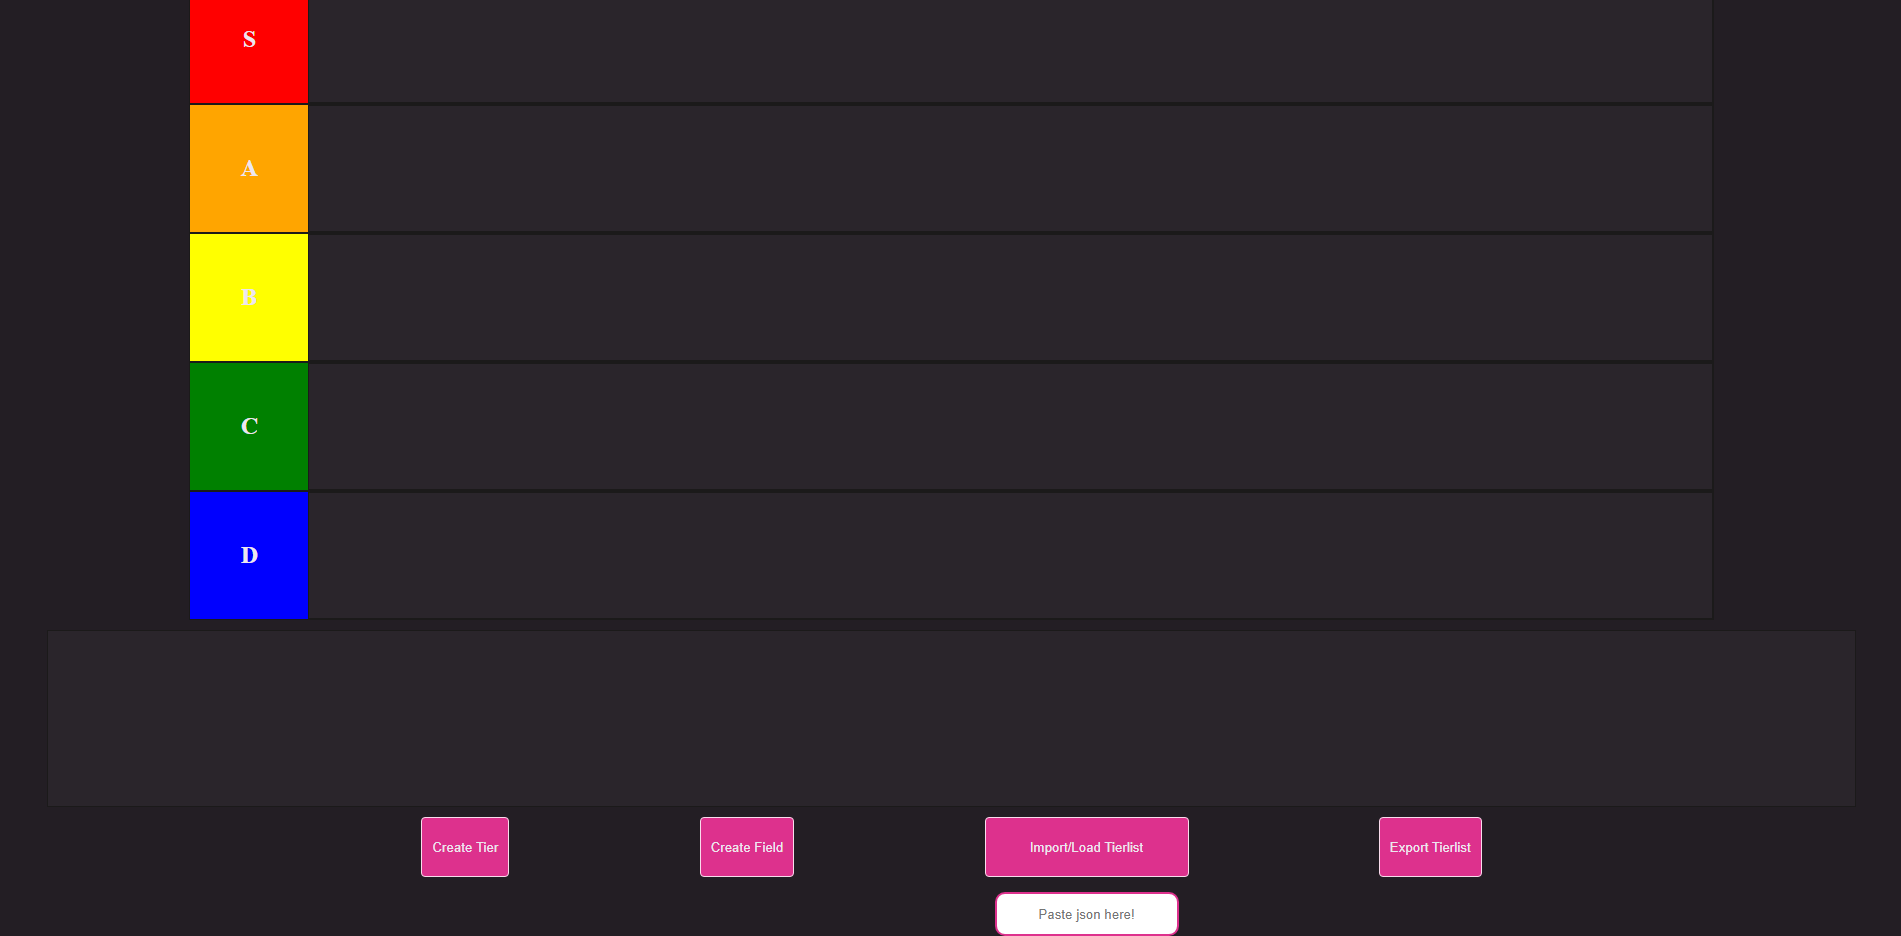 S
A
B
C
D
Create Tier
Create Field
Import/Load Tierlist
Export Tierlist
Paste json here!